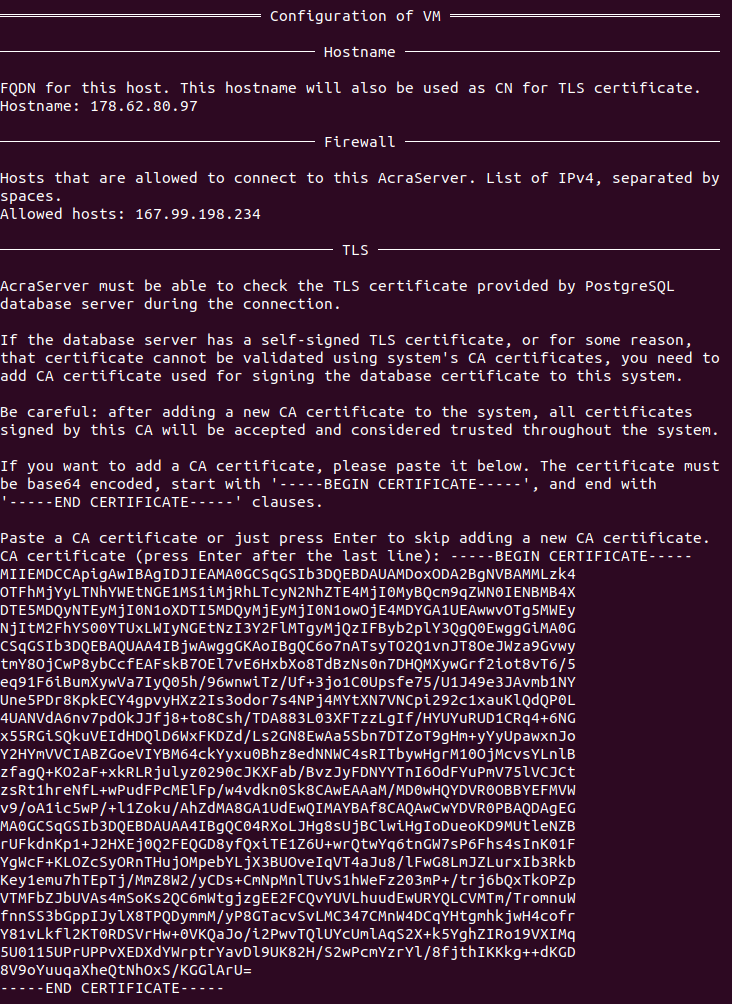 Configuration of VM
Hostname
FQDN for this host. This hostname will also be used as CN for TLS certificate.
Hostname: 178.62.80.97
Firewall
Hosts that are allowed to connect to this AcraServer. List of IPv4, separated by
spaces.
Allowed hosts: 167.99.198.234
TLS
AcraServer must be able to check the TLS certificate provided by PostgreSQL
database server during the connection.
If the database server has a self-signed TLS certificate, or for some reason,
that certificate cannot be validated using system's CA certificates, you need to
add CA certificate used for signing the database certificate to this system.
Be careful: after adding a new CA certificate to the system, all certificates
signed by this CA will be accepted and considered trusted throughout the system.
If you want to add a CA certificate, please paste it below. The certificate must
be base64 encoded, start with '-----BEGIN CERTIFICATE-----', and end with
'-----END CERTIFICATE-----' clauses.
Paste a CA certificate or just press Enter to skip adding a new CA certificate.
CA certificate (press Enter after the last line): -----BEGIN CERTIFICATE-----
MIIEMDCCApigAwIBAgIDJIEAMA0GCSqGSIb3DQEBDAUAMDoxODA2BgNVBAMMLzk4
OTFhMjYyLTNhYWEtNGE1MS1iMjRhLTcyN2NhZTE4MjI0MyBQcm9qZWN0IENBMB4X
DTE5MDQyNTEyMjI0N1oXDTI5MDQyMjEyMjI0N1owOjE4MDYGA1UEAwwvOTg5MWEy
NjItM2FhYS00YTUxLWIyNGEtNzI3Y2FlMTgyMjQzIFByb2plY3QgQ0EwggGiMA0G
CSqGSIb3DQEBAQUAA4IBjwAwggGKAoIBgQC6o7nATsyTO2Q1vnJT8OeJWza9Gvwy
tmY8OjCwP8ybCcfEAFskB7OEl7vE6HxbXo8TdBzNs0n7DHQMXywGrf2iot8vT6/5
eq91F6iBumXywVa7IyQ05h/96wnwiTz/Uf+3jo1C0Upsfe75/U1J49e3JAvmb1NY
Une5PDr8KpkECY4gpvyHXz2Is3odor7s4NPj4MYtXN7VNCpi292c1xauKlQdQP0L
4UANVdA6nv7pdOkJJfj8+to8Csh/TDA883L03XFTzzLgIf/HYUYuRUD1CRq4+6NG
x55RGiSQkuVEIdHDQlD6WxFKDZd/Ls2GN8EwAa5Sbn7DTZoT9gHm+yYyUpawxnJo
Y2HYmVVCIABZGoeVIYBM64ckYyxu0Bhz8edNNWC4sRITbywHgrM10OjMcvsYLnlB
zfagQ+KO2aF+xkRLRjulyz0290cJKXFab/BvzJyFDNYYTnI6OdFYuPmV75lVCJCt
zsRt1hreNfL+wPudFPcMElFp/w4vdkn0Sk8CAwEAAaM/MD0wHQYDVR0OBBYEFMVW
v9/oA1ic5wP/+l1Zoku/AhZdMA8GA1UdEwQIMAYBAf8CAQAwCwYDVR0PBAQDAgEG
MA0GCSqGSIb3DQEBDAUAA4IBgQC04RXoLJHg8sUjBClwiHgIoDueoKD9MUtleNZB
rUFkdnKp1+J2HXEj0Q2FEQGD8yfQxiTE1Z6U+wrQtwYq6tnGW7sP6Fhs4sInK01F
YgWcF+KLOZcSyORnTHujOMpebYLjX3BUOveIqVT4aJu8/lFwG8LmJZLurxIb3Rkb
Key1emu7hTEpTj/MmZ8W2/yCDs+CmNpMnlTUvS1hWeFz203mP+/trj6bQxTkOPZp
VTMFbZJbUVAs4mSoKs2QC6mWtgjzgEE2FCQvYUVLhuudEwURYQLCVMTm/TromnuW
fnnSS3bGppIJylX8TPQDymmM/yP8GTacvSvLMC347CMnW4DCqYHtgmhkjwH4cofr
Y81vLkfl2KT0RDSVrHw+0VKQaJo/i2PwvTQlUYcUmlAqS2X+k5YghZIRo19VXIMq
5U0115UPrUPPvXEDXdYWrptrYavDl9UK82H/S2wPcmYzrYl/8fjthIKKkg++dKGD
8V9oYuuqaXheQtNhOxS/KGGlArU=
-----END CERTIFICATE-----